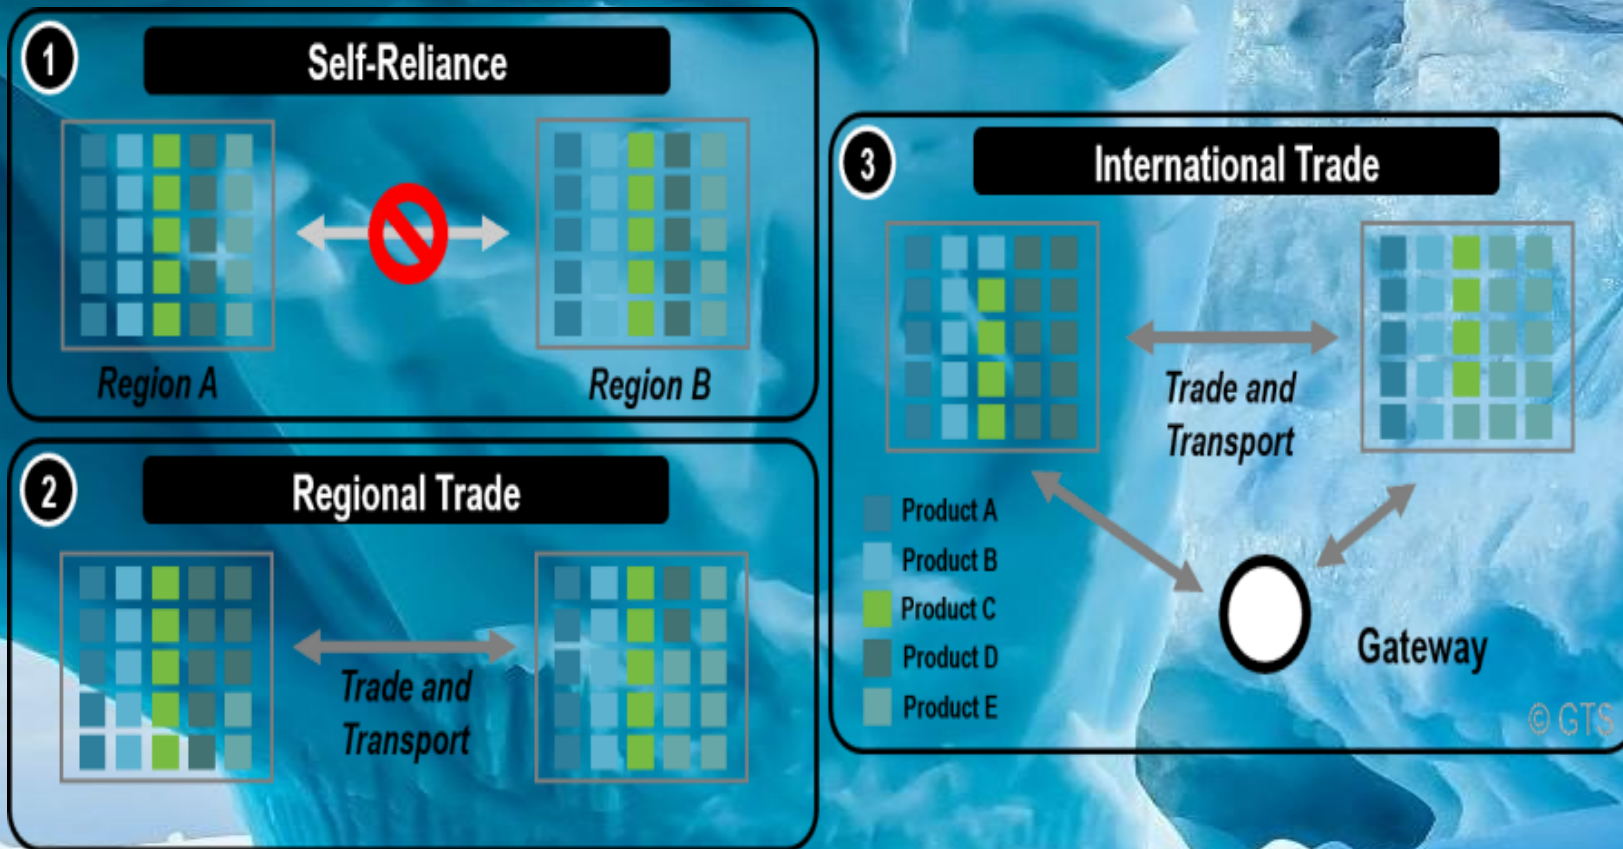 1
Self-Reliance
Region A
Region B
2
Regional Trade
Trade and
Transport
3
International Trade
Trade and
Transport
Product A
Product B
Product C
Product D
Product E
Gateway
© GTS